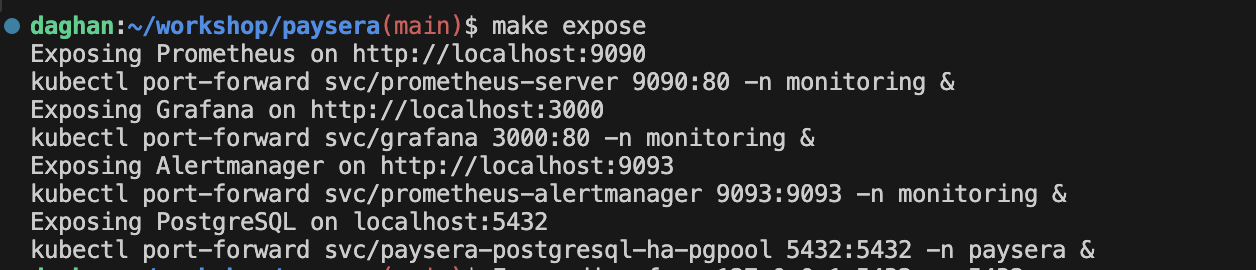 daghan:~/workshop/paysera(main)$ make expose
Exposing Prometheus on http://localhost:9090
kubectl port-forward svc/prometheus-server 9090:80 -n monitoring &
Exposing Grafana on http://localhost:3000
kubectl port-forward svc/grafana 3000:80 -n monitoring &
Exposing Alertmanager on http://localhost:9093
kubectl port-forward svc/prometheus-alertmanager 9093:9093 -n monitoring &
Exposing PostgreSQL on localhost:5432
kubectl port-forward svc/paysera-postgresql-ha-pgpool 5432:5432 -n paysera &